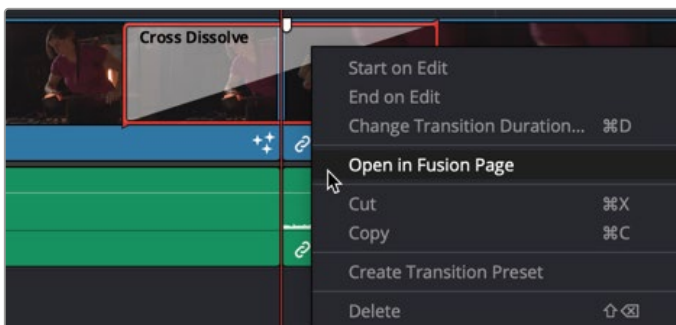 Cross Dissolve
Start on Edit
End on Edit
Change Transition Duration... ⌘D
Open in Fusion Page
Cut ⌘X
Copy ⌘C
Create Transition Preset
Delete ⇧⌫